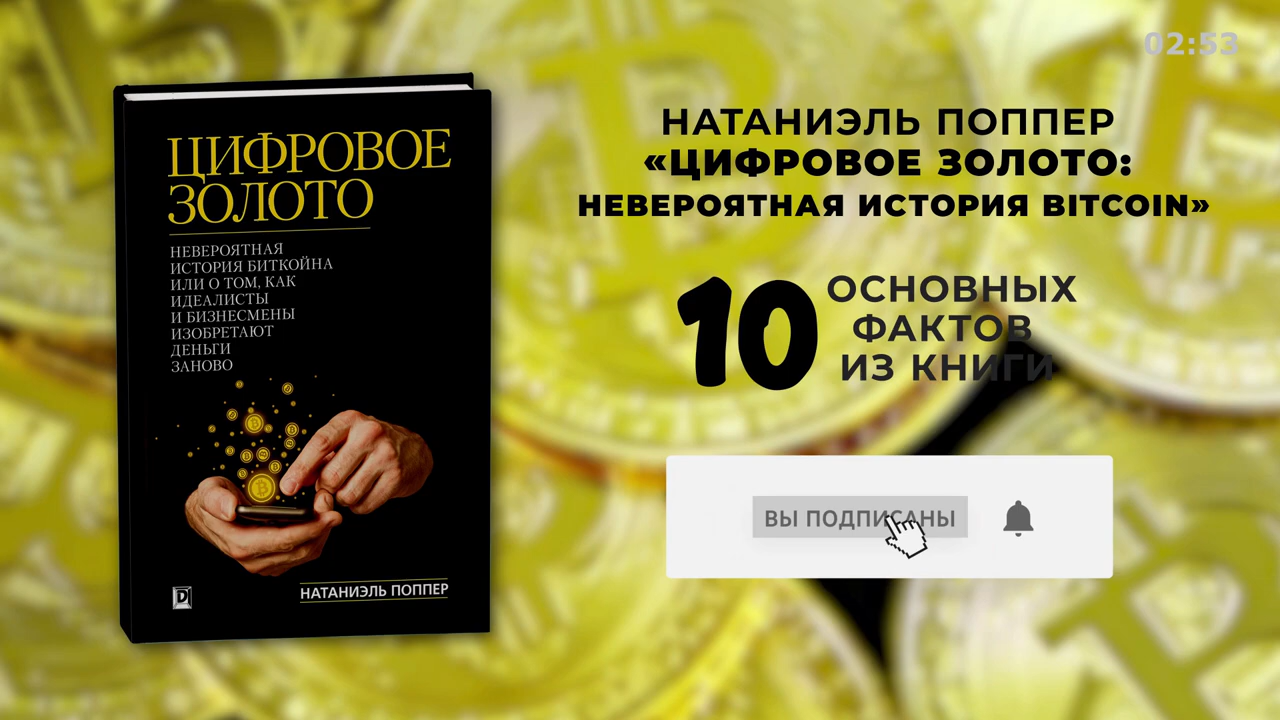 02:53
ЦИФРОВОЕ
ЗОЛОТО
НЕВЕРОЯТНАЯ
ИСТОРИЯ БИТКОЙНА
ИЛИ О ТОМ, КАК
ИДЕАЛИСТЫ
И БИЗНЕСМЕНЫ
ИЗОБРЕТАЮТ
ДЕНЬГИ
ЗАНОВО
D
НАТАНИЭЛЬ ПОППЕР
НАТАНИЭЛЬ ПОППЕР
«ЦИФРОВОЕ ЗОЛОТО:
НЕВЕРОЯТНАЯ ИСТОРИЯ BITCOIN»
10 ОСНОВНЫХ
ФАКТОВ
ИЗ КНИГИ
ВЫ ПОДПИСАНЫ